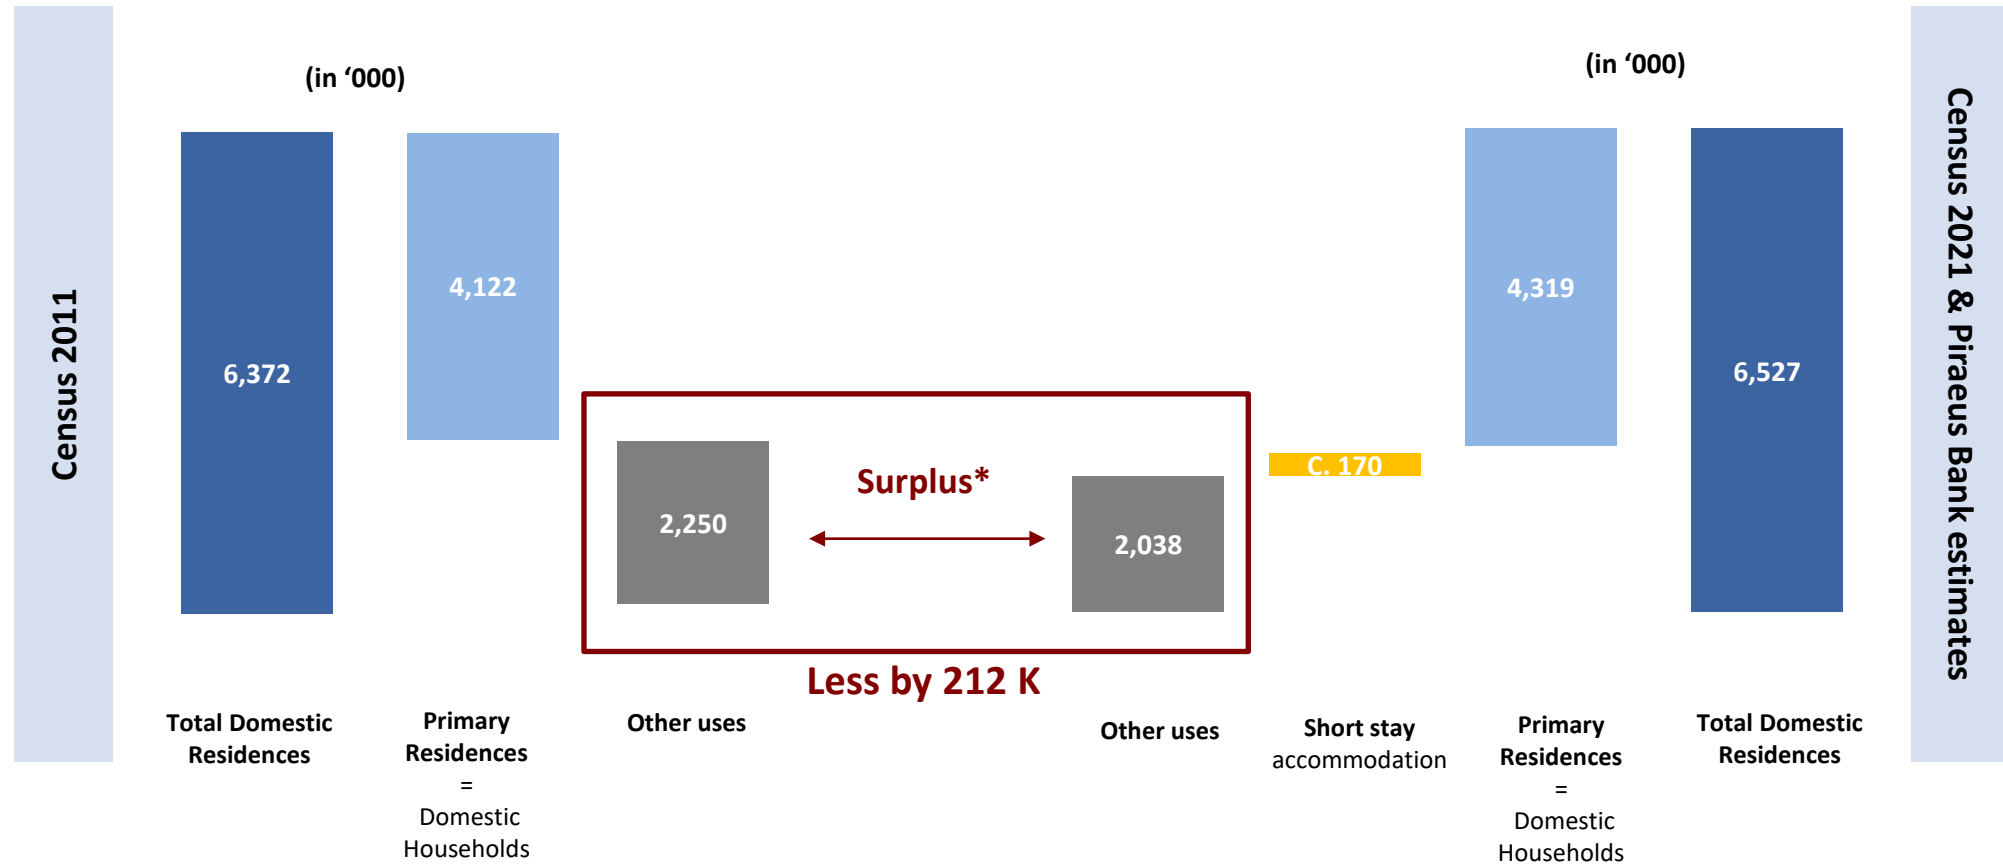 Census 2011
(in ‘000)
6,372
4,122
2,250
Surplus*
2,038
Less by 212 K
C. 170
(in ‘000)
4,319
6,527
Census 2021 & Piraeus Bank estimates
Total Domestic
Residences
Primary
Residences
=
Domestic
Households
Other uses
Other uses
Short stay
accommodation
Primary
Residences
=
Domestic
Households
Total Domestic
Residences